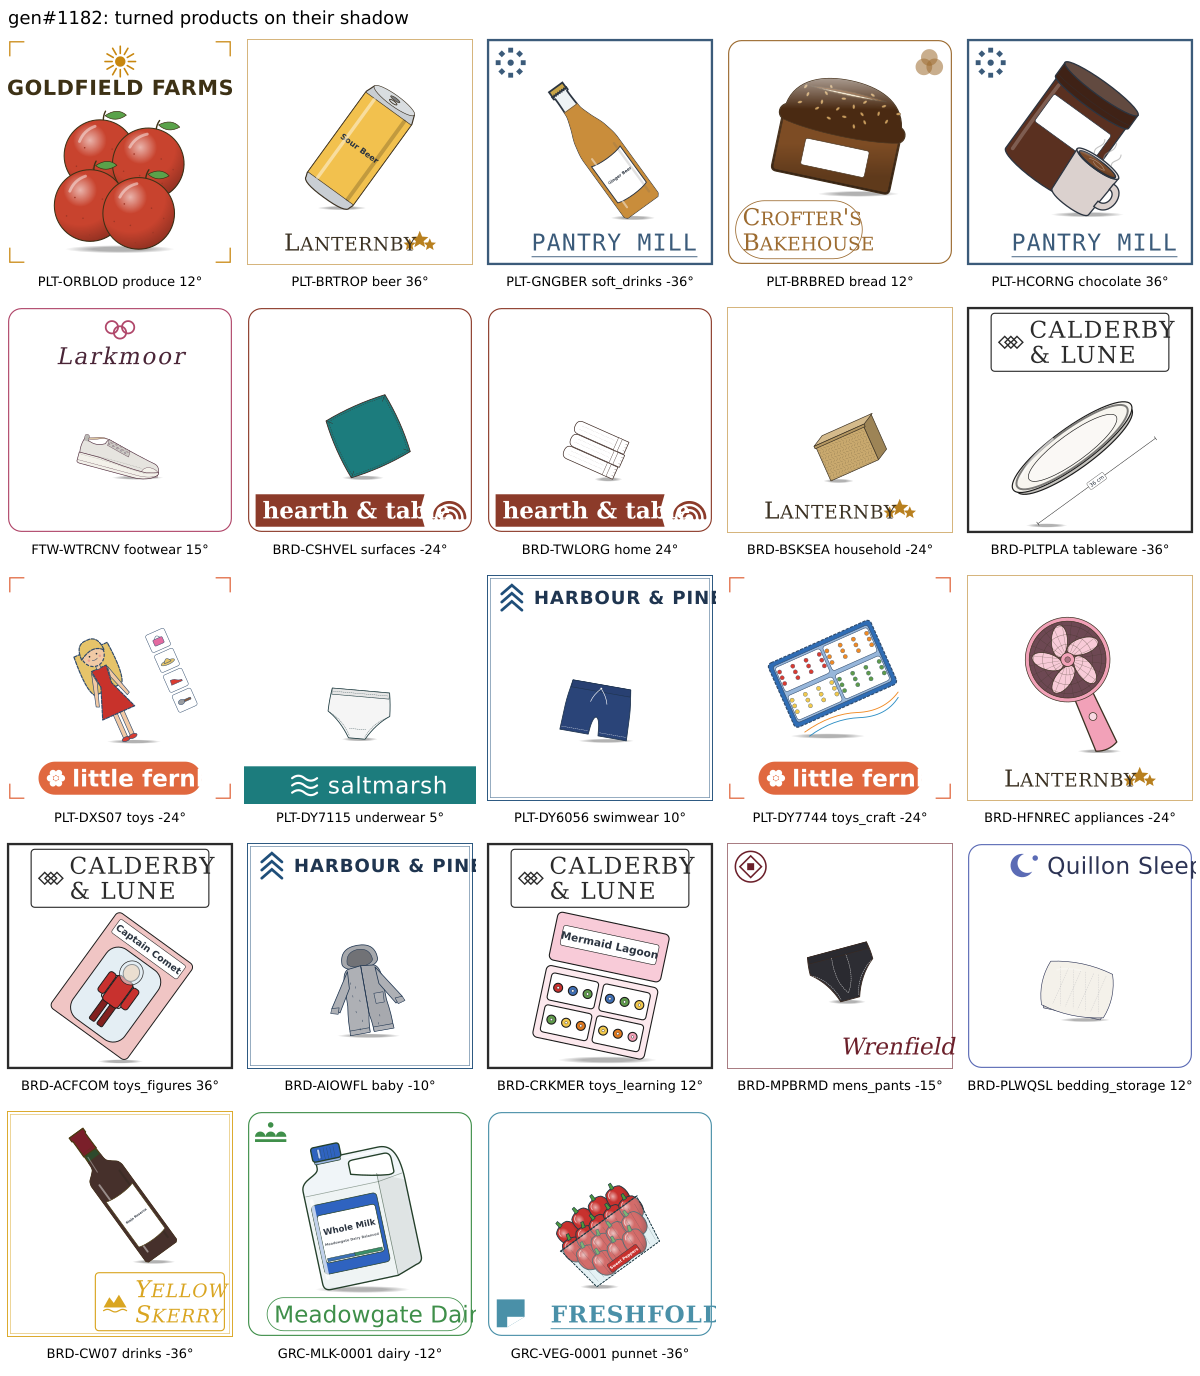 gen#1182: turned products on their shadow
GOLDFIELD FARMS
Sour Beer
LANTERNBY
Ginger Beer
PANTRY MILL
CROFTER'S
BAKEHOUSE
PANTRY MILL
PLT-ORBLOD produce 12°
PLT-BRTROP beer 36°
PLT-GNGBER soft_drinks -36°
PLT-BRBRED bread 12°
PLT-HCORNG chocolate 36°
Larkmoor
hearth & tab
hearth & tab
LANTERNBY
CALDERBY
& LUNE
36 cm
FTW-WTRCNV footwear 15°
BRD-CSHVEL surfaces -24°
BRD-TWLORG home 24°
BRD-BSKSEA household -24°
BRD-PLTPLA tableware -36°
little fern
saltmarsh
HARBOUR & PINE
little fern
LANTERNBY
PLT-DXS07 toys -24°
PLT-DY7115 underwear 5°
PLT-DY6056 swimwear 10°
PLT-DY7744 toys_craft -24°
BRD-HFNREC appliances -24°
CALDERBY
& LUNE
Captain Comet
HARBOUR & PINE
CALDERBY
& LUNE
Mermaid Lagoon
Wrenfield
Quillon Sleep
BRD-ACFCOM toys_figures 36°
BRD-AIOWFL baby -10°
BRD-CRKMER toys_learning 12°
BRD-MPBRMD mens_pants -15°
BRD-PLWQSL bedding_storage 12°
YELLOW
SKERRY
Whole Milk
Meadowgate Dair
Sweet Peppers
FRESHFOLD
BRD-CW07 drinks -36°
GRC-MLK-0001 dairy -12°
GRC-VEG-0001 punnet -36°